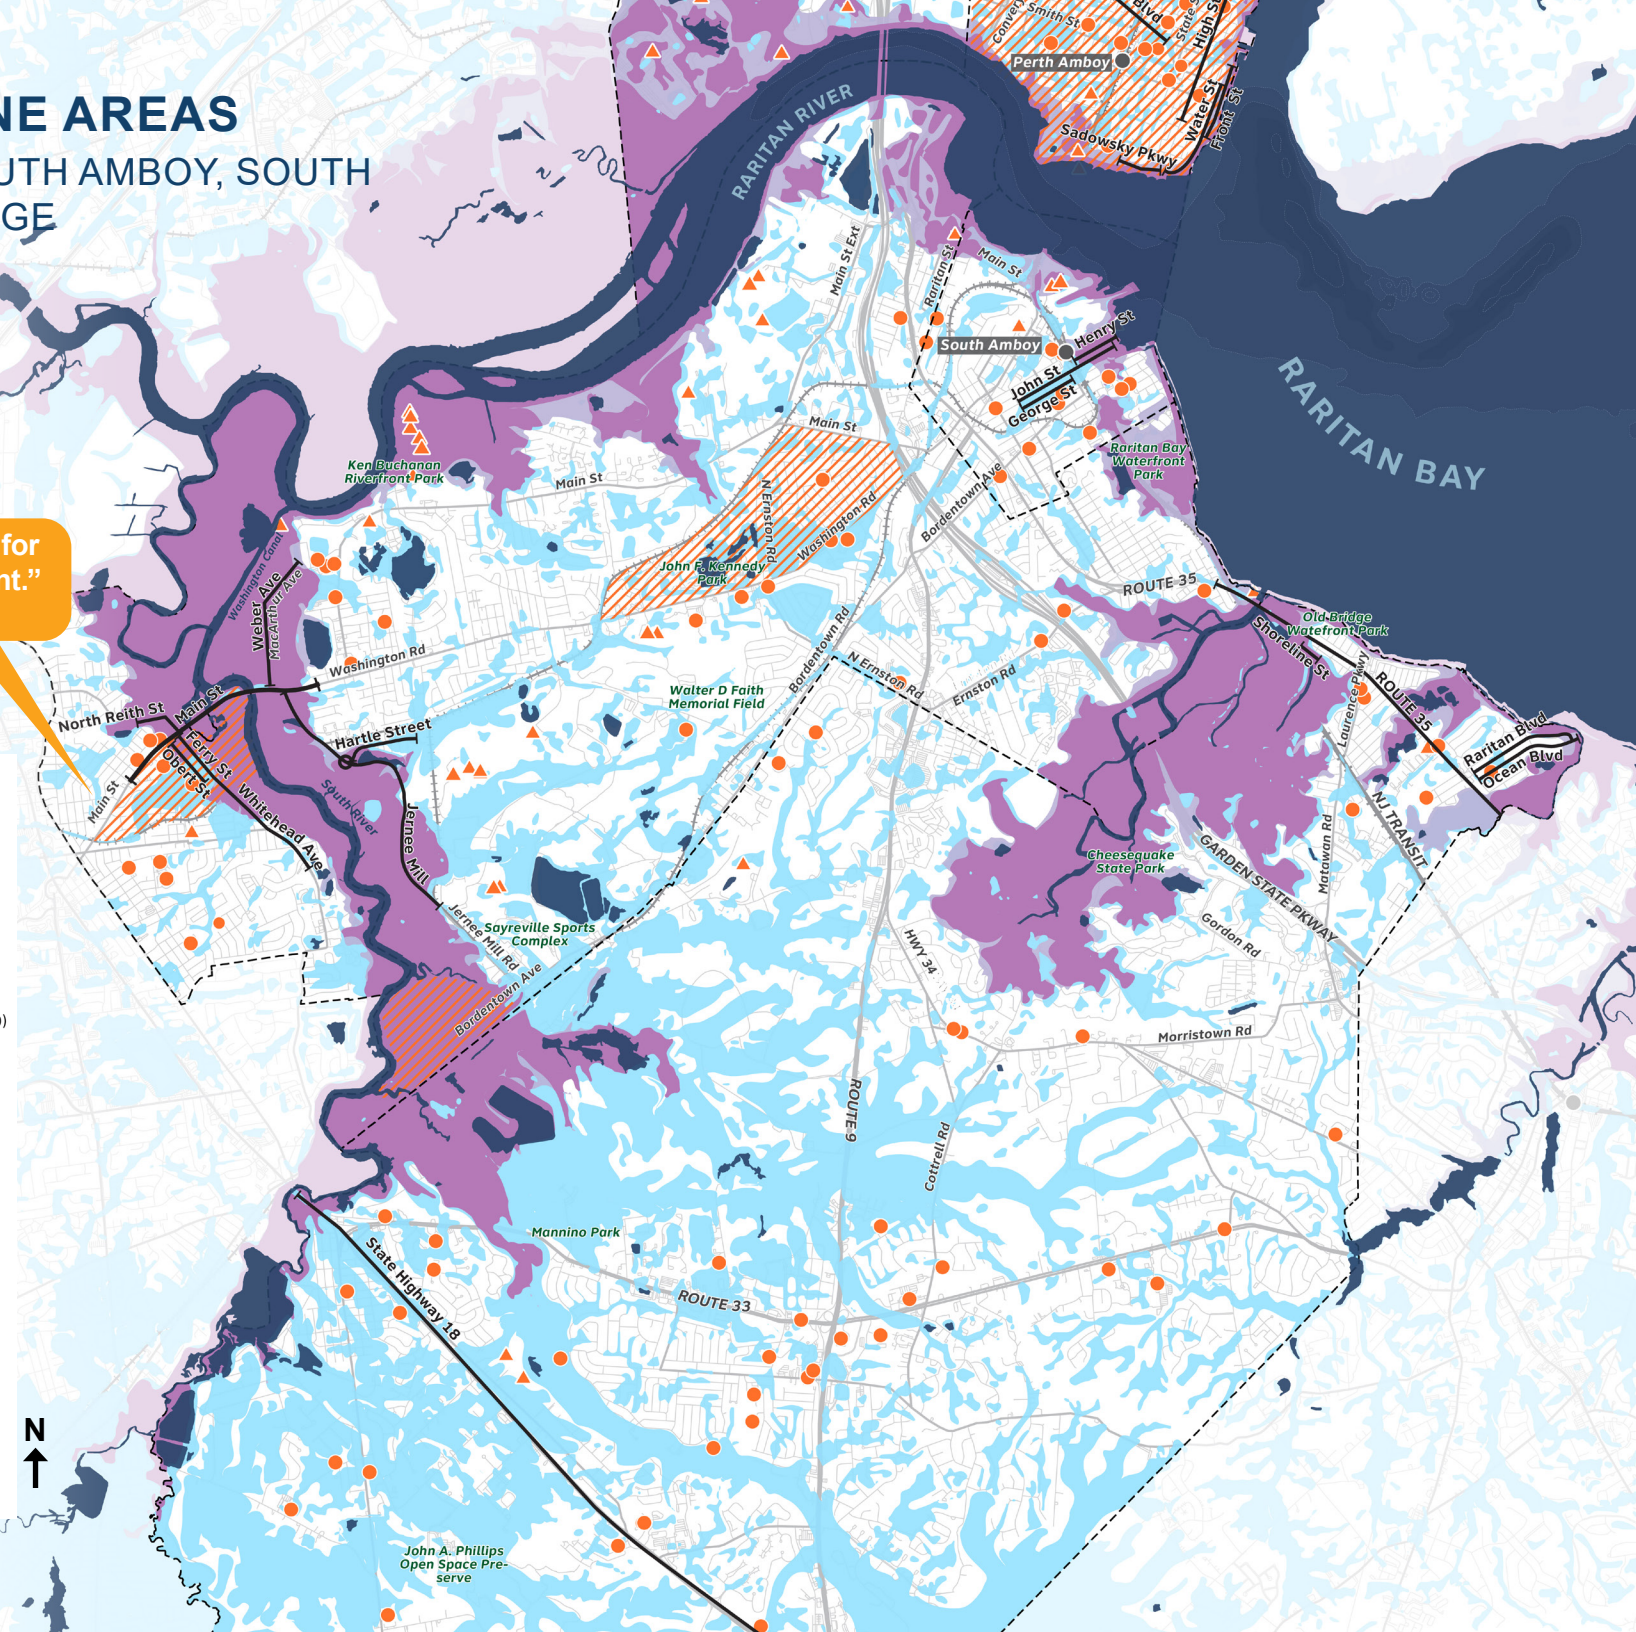 NE AREAS
UTH AMBOY, SOUTH
GE
for
nt.”
)
N
Convery
Smith St
Blvd
State S
High S
Perth Amboy
Water St
Front St
Sadowsky Pkwy
RARITAN RIVER
Main St Ext
Raritan St
Main St
South Amboy
Henry St
John St
George St
RARITAN BAY
Raritan Bay
Waterfront
Park
Ken Buchanan
Riverfront Park
Main St
Main St
N Ernston Rd
Washington Rd
Bordentown Ave
John F. Kennedy
Park
ROUTE 35
Old Bridge
Watefront Park
Shoreline St
Laurence Pkwy
ROUTE 35
Raritan Blvd
Ocean Blvd
Washington Canal
Weber Ave
MacArthur Ave
Washington Rd
Bordentown Rd
N Ernston Rd
Ernston Rd
Walter D Faith
Memorial Field
North Reith St
Main St
Hartle Street
Ferry St
Obert St
Main St
Whitehead Ave
South River
Jernee Mill
Jernee Mill Rd
Sayreville Sports
Complex
Bordentown Ave
NJ TRANSIT
Matawan Rd
GARDEN STATE PKWAY
Cheesequake
State Park
Gordon Rd
HWY 34
Morristown Rd
ROUTE 9
Cottrell Rd
Mannino Park
State Highway 18
ROUTE 33
John A. Phillips
Open Space Pre-
serve